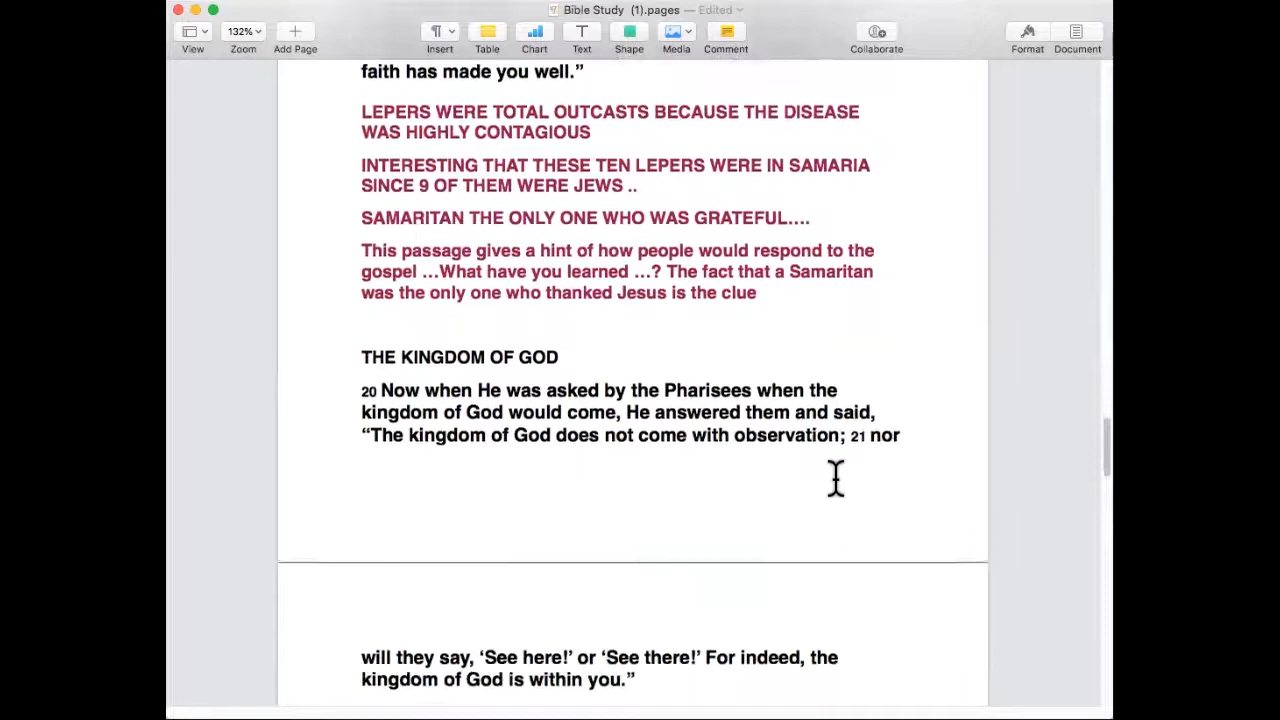 Bible Study (1).pages — Edited
132%
View Zoom Add Page Insert Table Chart Text Shape Media Comment Collaborate Format Document
faith has made you well.”
LEPERS WERE TOTAL OUTCASTS BECAUSE THE DISEASE
WAS HIGHLY CONTAGIOUS
INTERESTING THAT THESE TEN LEPERS WERE IN SAMARIA
SINCE 9 OF THEM WERE JEWS ..
SAMARITAN THE ONLY ONE WHO WAS GRATEFUL….
This passage gives a hint of how people would respond to the
gospel …What have you learned …? The fact that a Samaritan
was the only one who thanked Jesus is the clue
THE KINGDOM OF GOD
20 Now when He was asked by the Pharisees when the
kingdom of God would come, He answered them and said,
“The kingdom of God does not come with observation; 21 nor
will they say, ‘See here!’ or ‘See there!’ For indeed, the
kingdom of God is within you.”